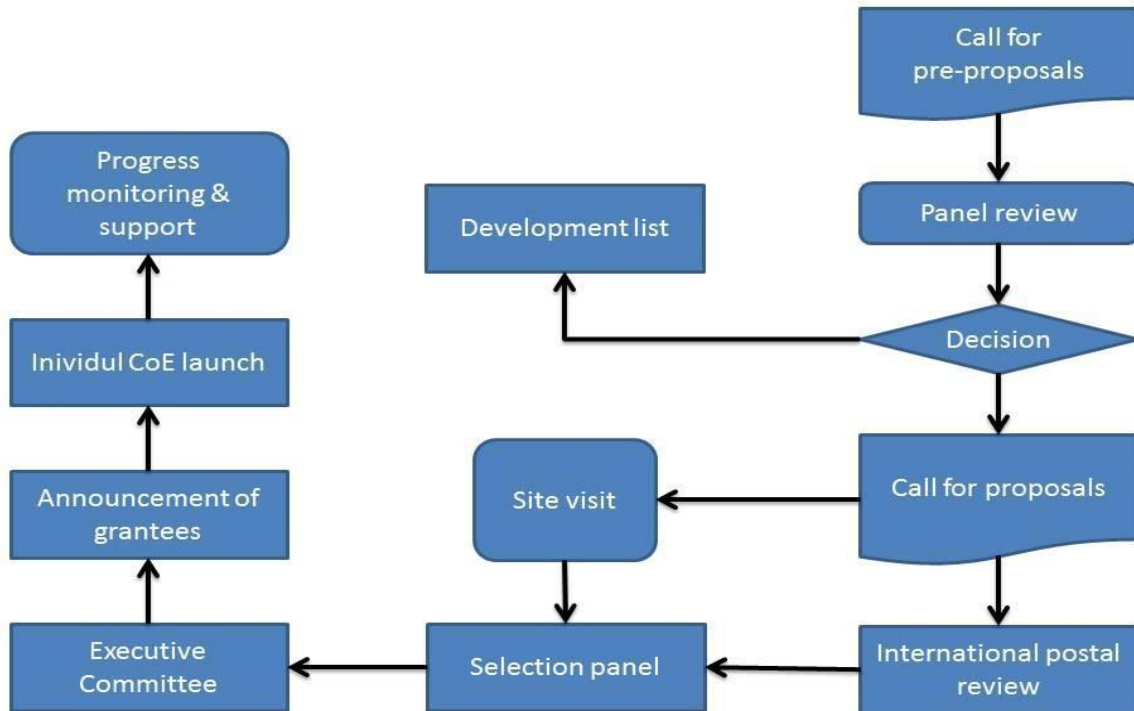 Call for
pre-proposals
Progress
monitoring &
support
Development list
Panel review
Inividul CoE launch
Decision
Announcement of
grantees
Site visit
Call for proposals
Executive
Committee
Selection panel
International postal
review